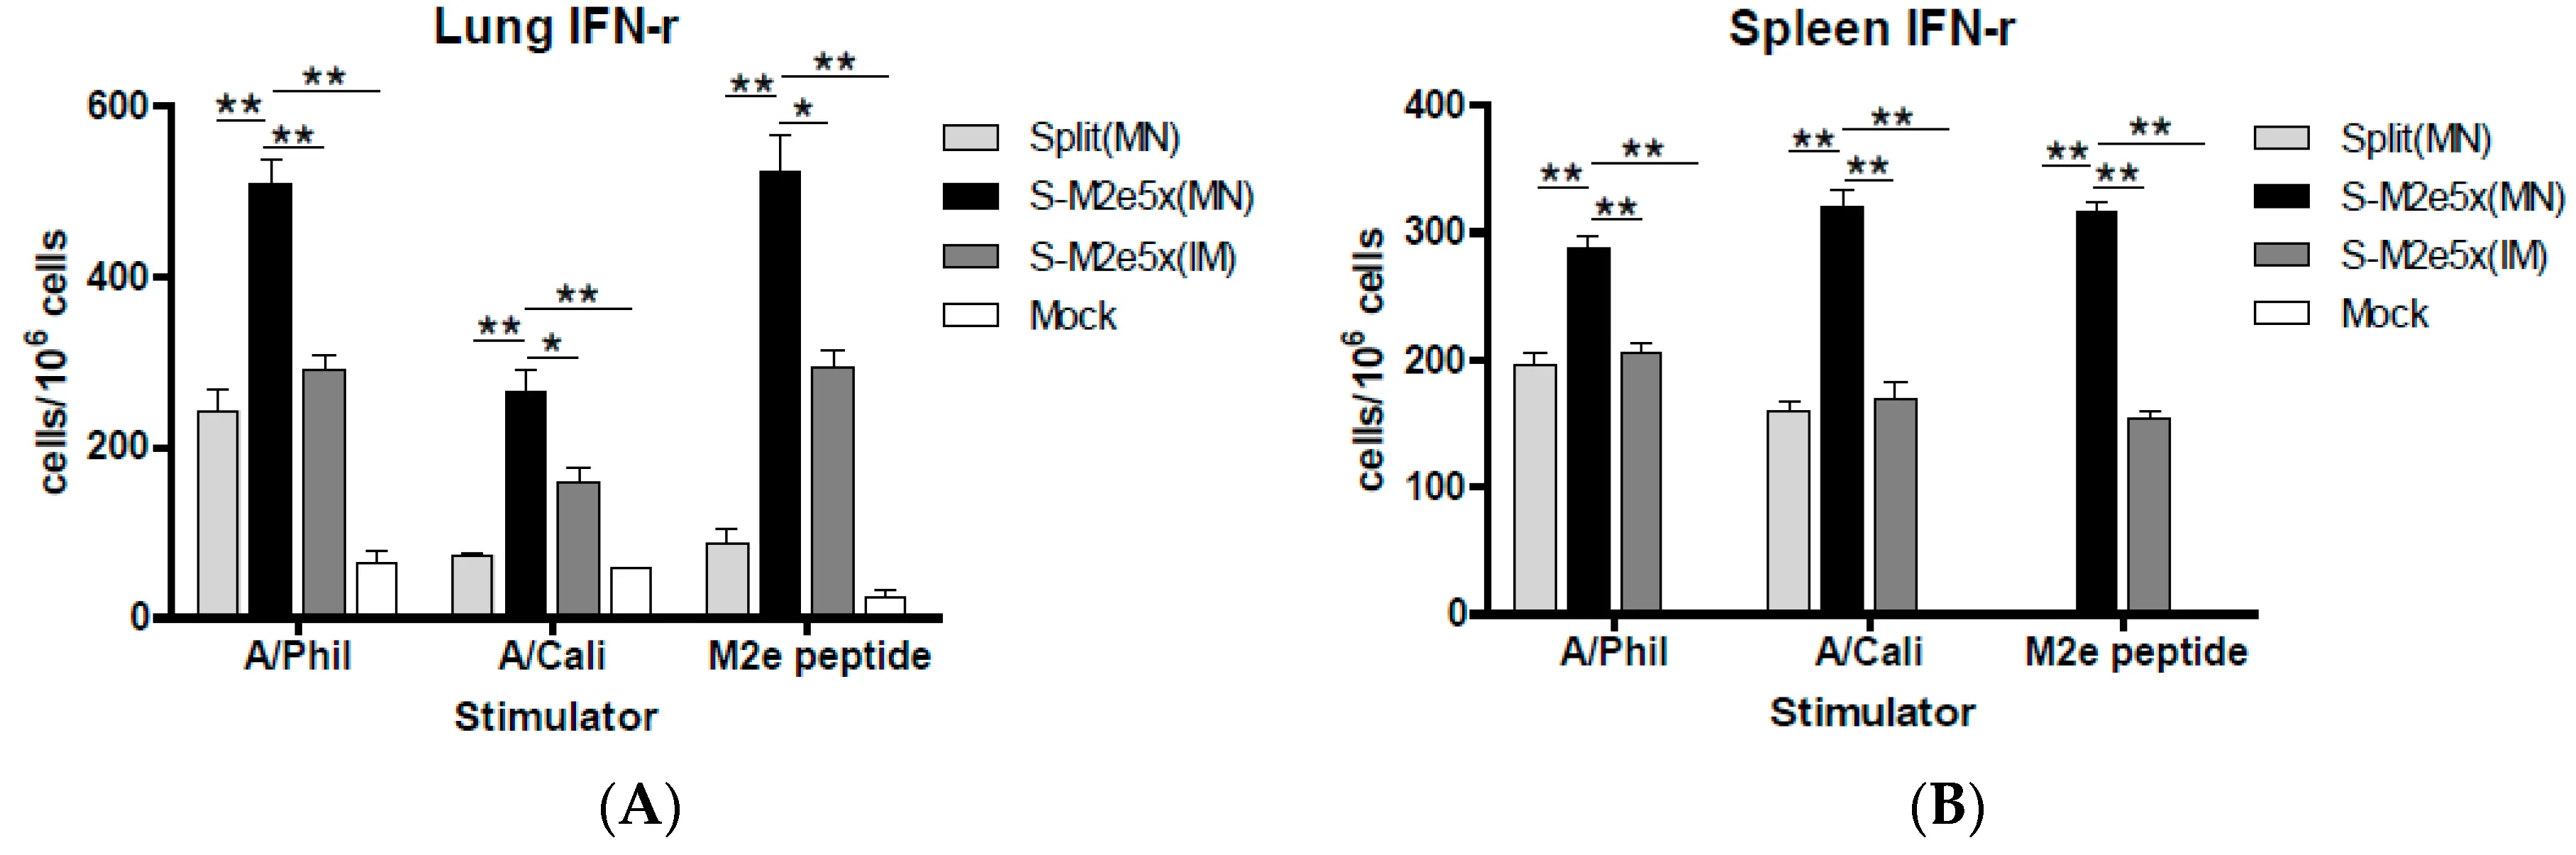 Lung IFN-r
600
400
200
0
cells/10⁶ cells
**
**
**
**
*
**
**
*
**
A/Phil
A/Cali
M2e peptide
Stimulator
Split(MN)
S-M2e5x(MN)
S-M2e5x(IM)
Mock
(A)
Spleen IFN-r
400
300
200
100
0
cells/10⁶ cells
**
**
**
**
**
**
**
**
**
A/Phil
A/Cali
M2e peptide
Stimulator
Split(MN)
S-M2e5x(MN)
S-M2e5x(IM)
Mock
(B)